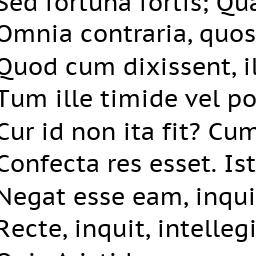 Sed fortuna fortis; Qua
Omnia contraria, quos
Quod cum dixissent, il
Tum ille timide vel po
Cur id non ita fit? Cum
Confecta res esset. Ist
Negat esse eam, inqui
Recte, inquit, intellegi